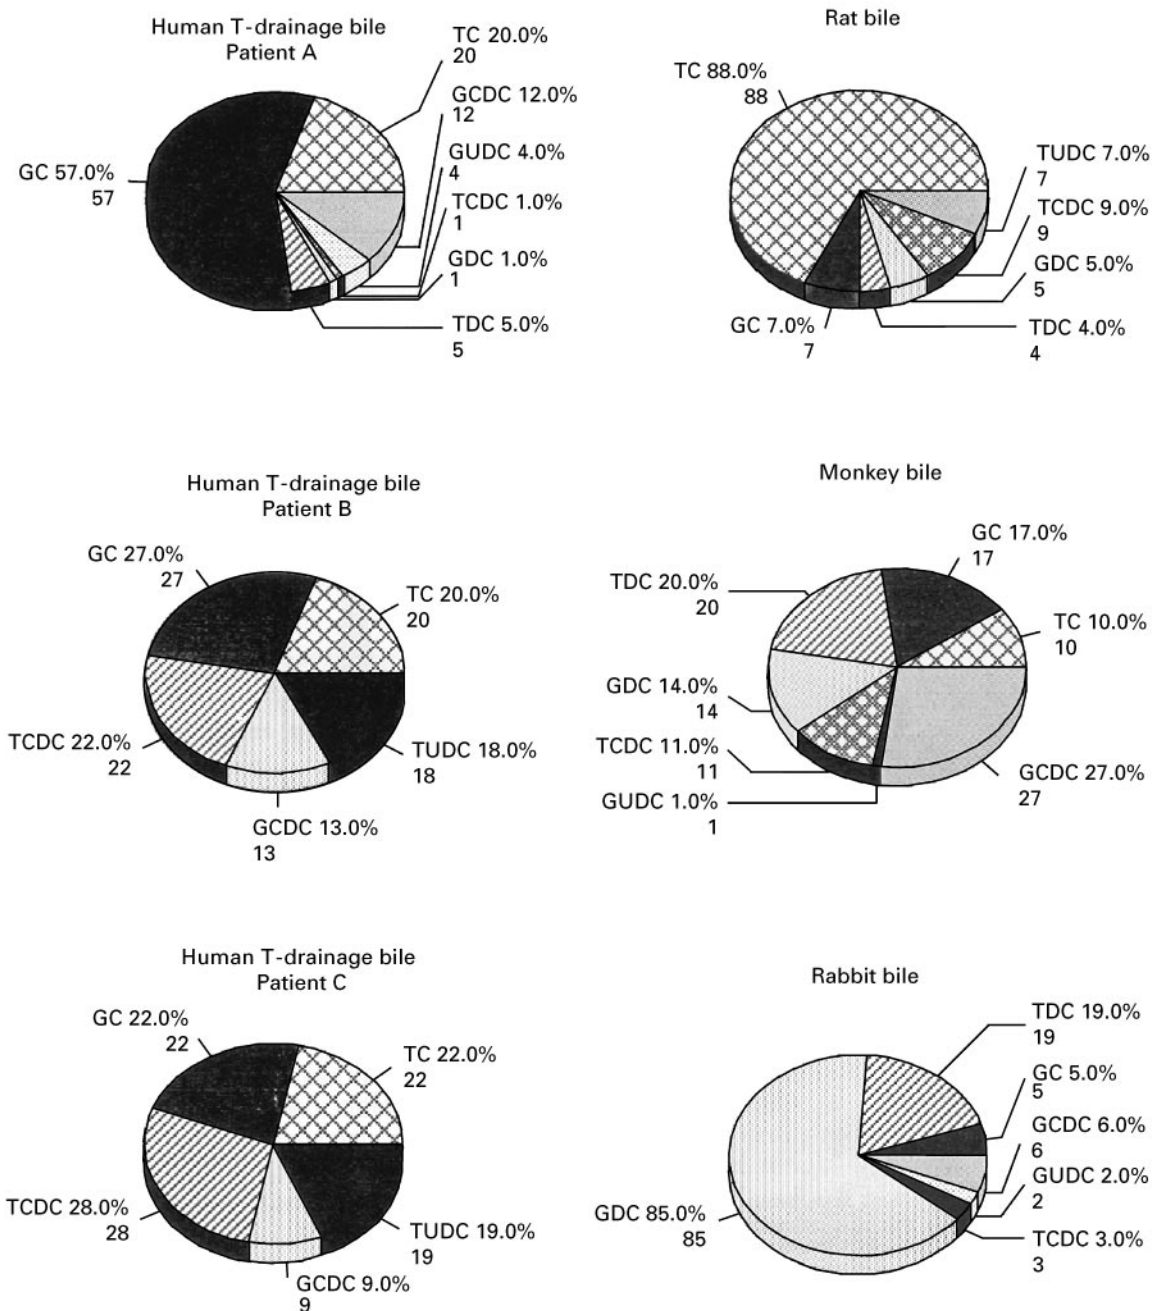 Human T-drainage bile
Patient A
TC 20.0%
20
GCDC 12.0%
12
GUDC 4.0%
4
TCDC 1.0%
1
GDC 1.0%
1
TDC 5.0%
5
GC 57.0%
57
Rat bile
TC 88.0%
88
TUDC 7.0%
7
TCDC 9.0%
9
GDC 5.0%
5
TDC 4.0%
4
GC 7.0%
7
Human T-drainage bile
Patient B
GC 27.0%
27
TC 20.0%
20
TCDC 22.0%
22
TUDC 18.0%
18
GCDC 13.0%
13
Monkey bile
GC 17.0%
17
TDC 20.0%
20
TC 10.0%
10
GDC 14.0%
14
TCDC 11.0%
11
GCDC 27.0%
27
GUDC 1.0%
1
Human T-drainage bile
Patient C
GC 22.0%
22
TC 22.0%
22
TCDC 28.0%
28
TUDC 19.0%
19
GCDC 9.0%
9
Rabbit bile
TDC 19.0%
19
GC 5.0%
5
GCDC 6.0%
6
GUDC 2.0%
2
TCDC 3.0%
3
GDC 85.0%
85